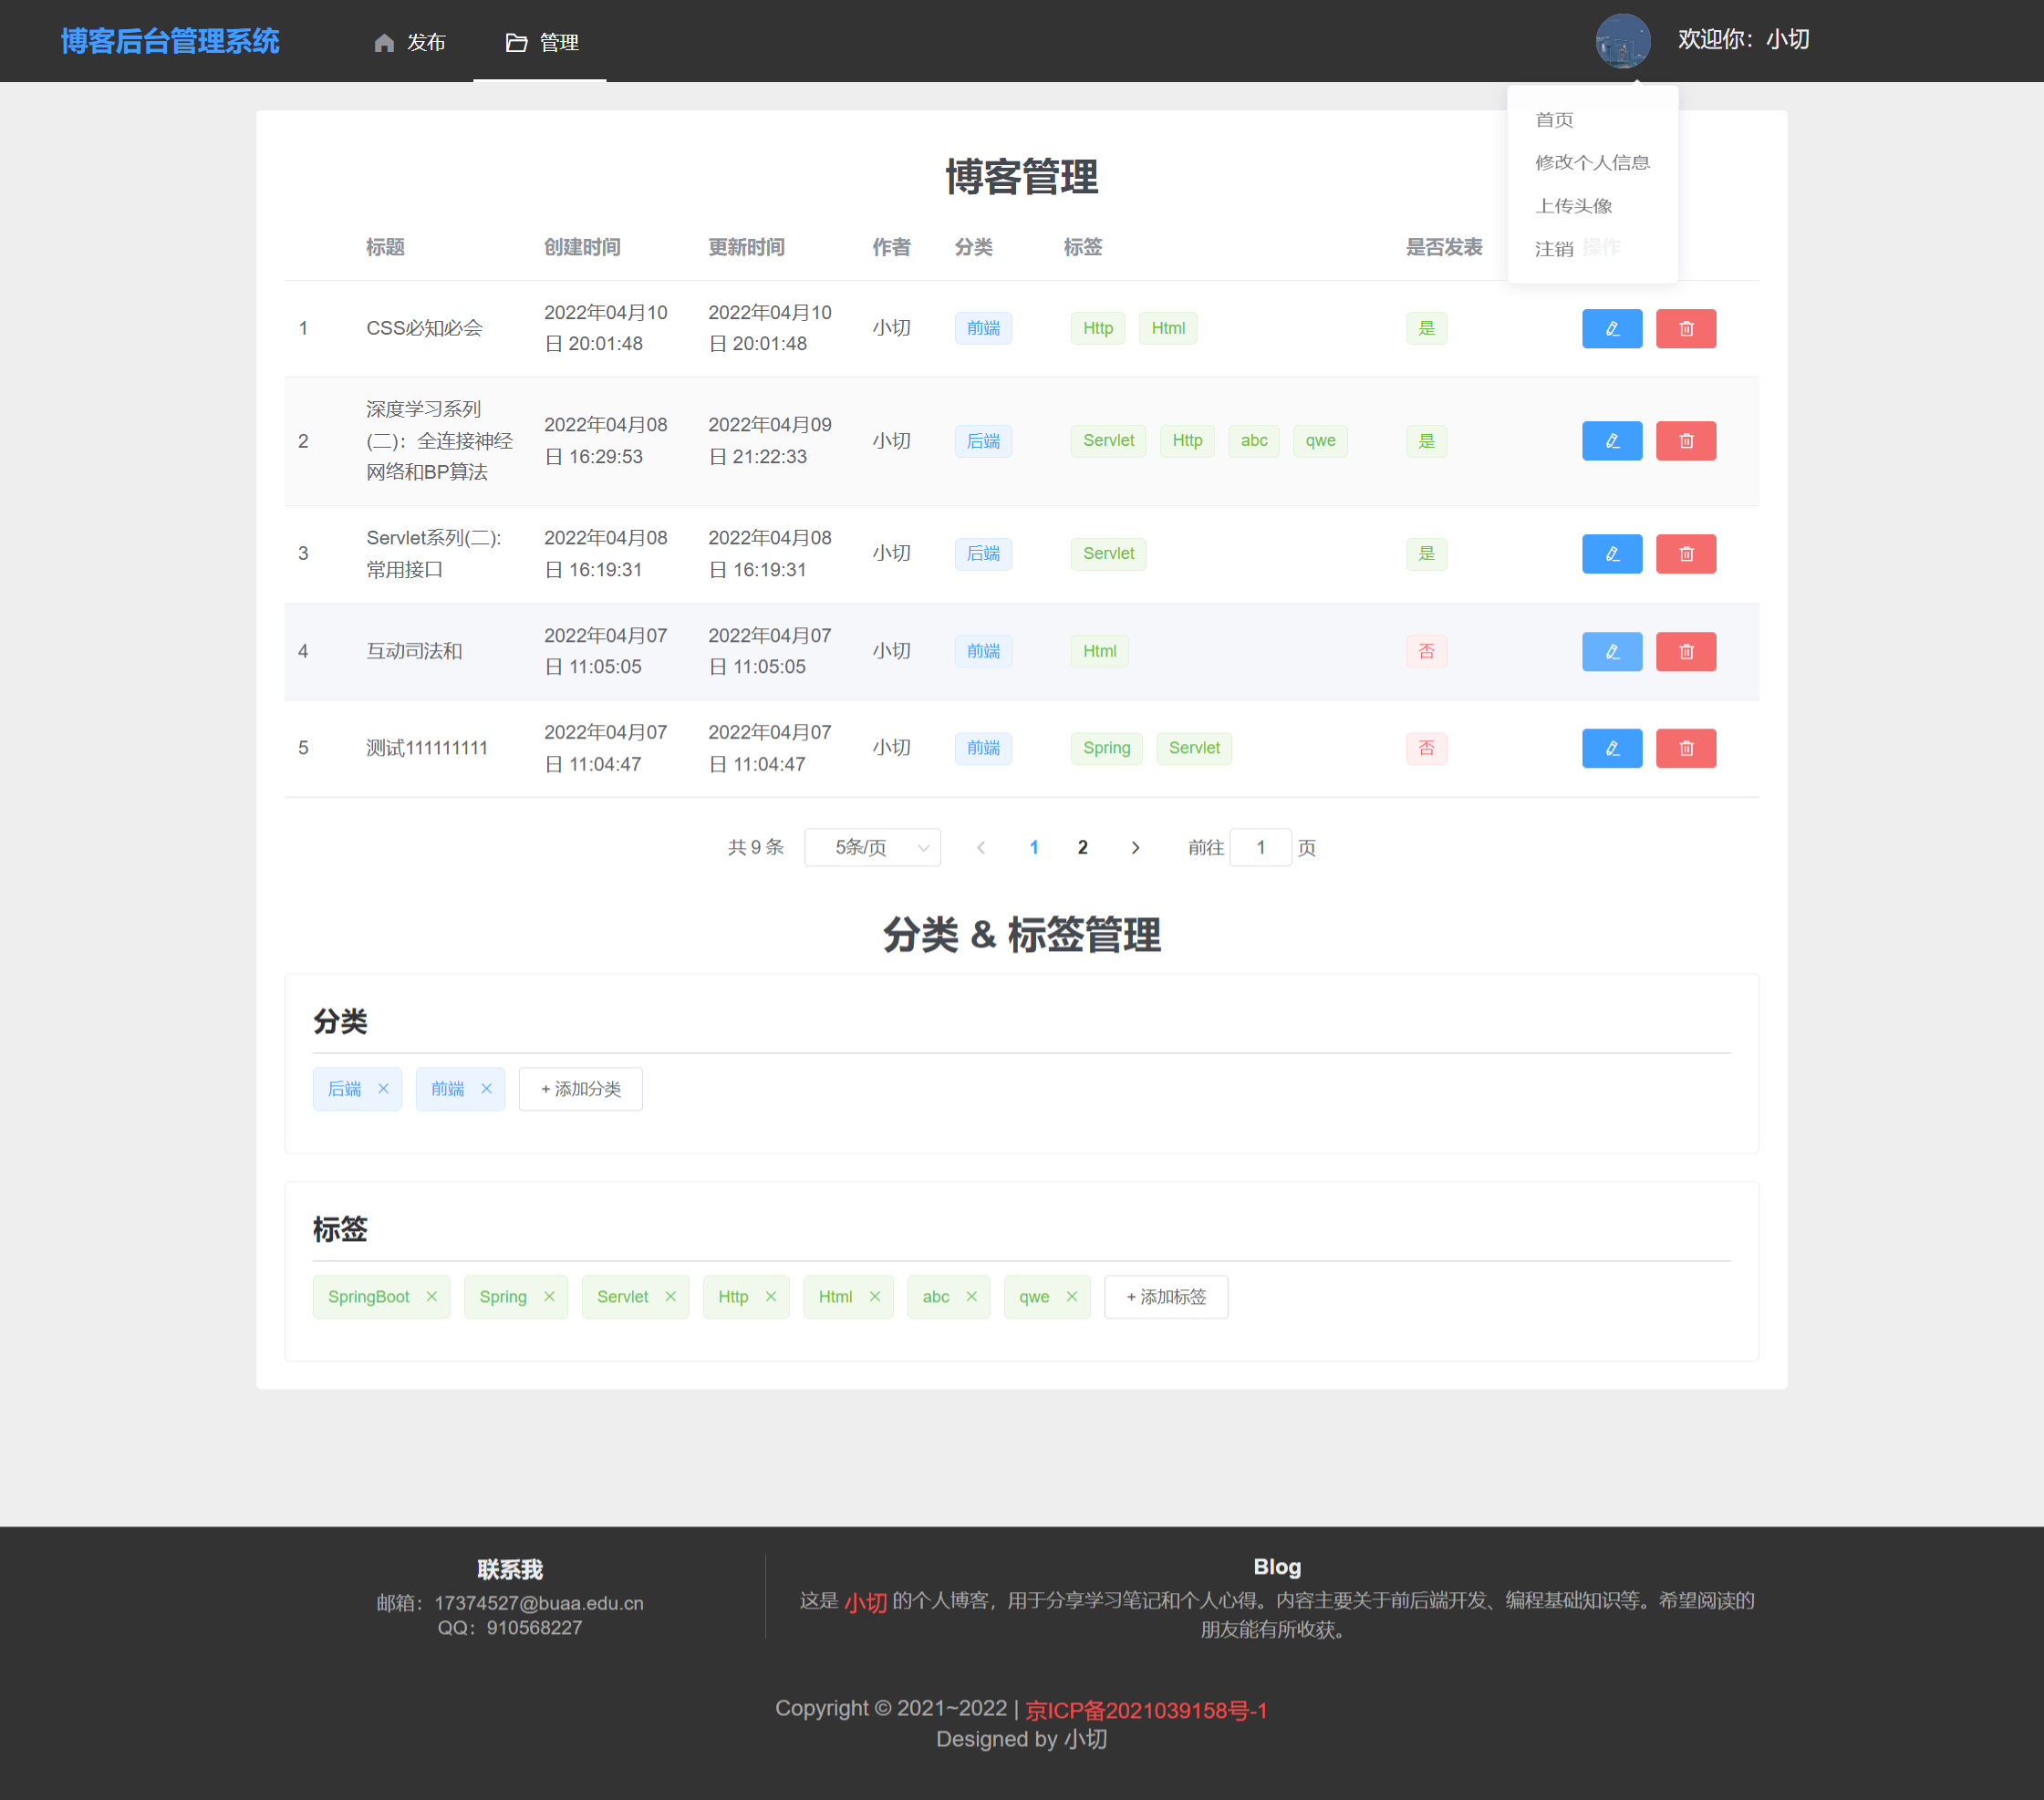 博客后台管理系统 发布 管理 欢迎你：小切
首页
修改个人信息
上传头像
注销
博客管理
标题 创建时间 更新时间 作者 分类 标签 是否发表 操作
1 CSS必知必会 2022年04月10日 20:01:48 2022年04月10日 20:01:48 小切 前端 Http Html 是
2 深度学习系列(二)：全连接神经网络和BP算法 2022年04月08日 16:29:53 2022年04月09日 21:22:33 小切 后端 Servlet Http abc qwe 是
3 Servlet系列(二):常用接口 2022年04月08日 16:19:31 2022年04月08日 16:19:31 小切 后端 Servlet 是
4 互动司法和 2022年04月07日 11:05:05 2022年04月07日 11:05:05 小切 前端 Html 否
5 测试111111111 2022年04月07日 11:04:47 2022年04月07日 11:04:47 小切 前端 Spring Servlet 否
共 9 条 5条/页 1 2 前往 1 页
分类 & 标签管理
分类
后端 前端 + 添加分类
标签
SpringBoot Spring Servlet Http Html abc qwe + 添加标签
联系我
邮箱：17374527@buaa.edu.cn
QQ：910568227
Blog
这是 小切 的个人博客，用于分享学习笔记和个人心得。内容主要关于前后端开发、编程基础知识等。希望阅读的
朋友能有所收获。
Copyright © 2021~2022 | 京ICP备2021039158号-1
Designed by 小切